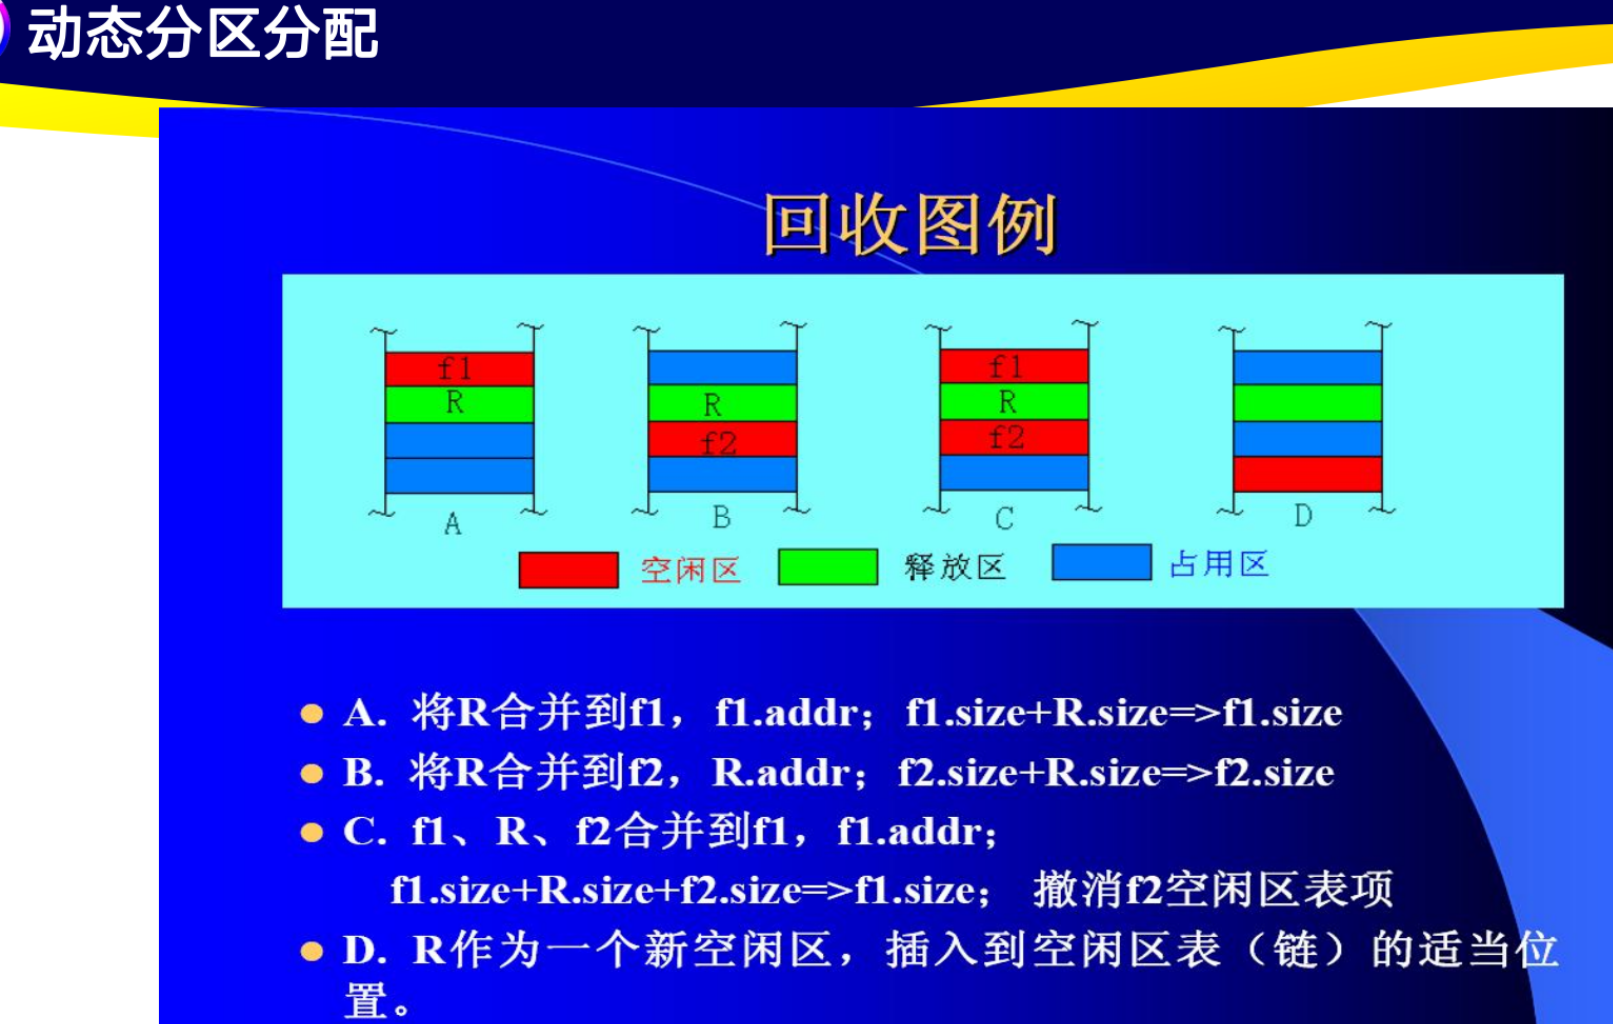 动态分区分配
回收图例
f1 f1
R R R
f2 f2
A B C D
空闲区 释放区 占用区
A. 将R合并到f1，f1.addr；f1.size+R.size=>f1.size
B. 将R合并到f2，R.addr；f2.size+R.size=>f2.size
C. f1、R、f2合并到f1，f1.addr；
f1.size+R.size+f2.size=>f1.size； 撤消f2空闲区表项
D. R作为一个新空闲区，插入到空闲区表（链）的适当位
置。